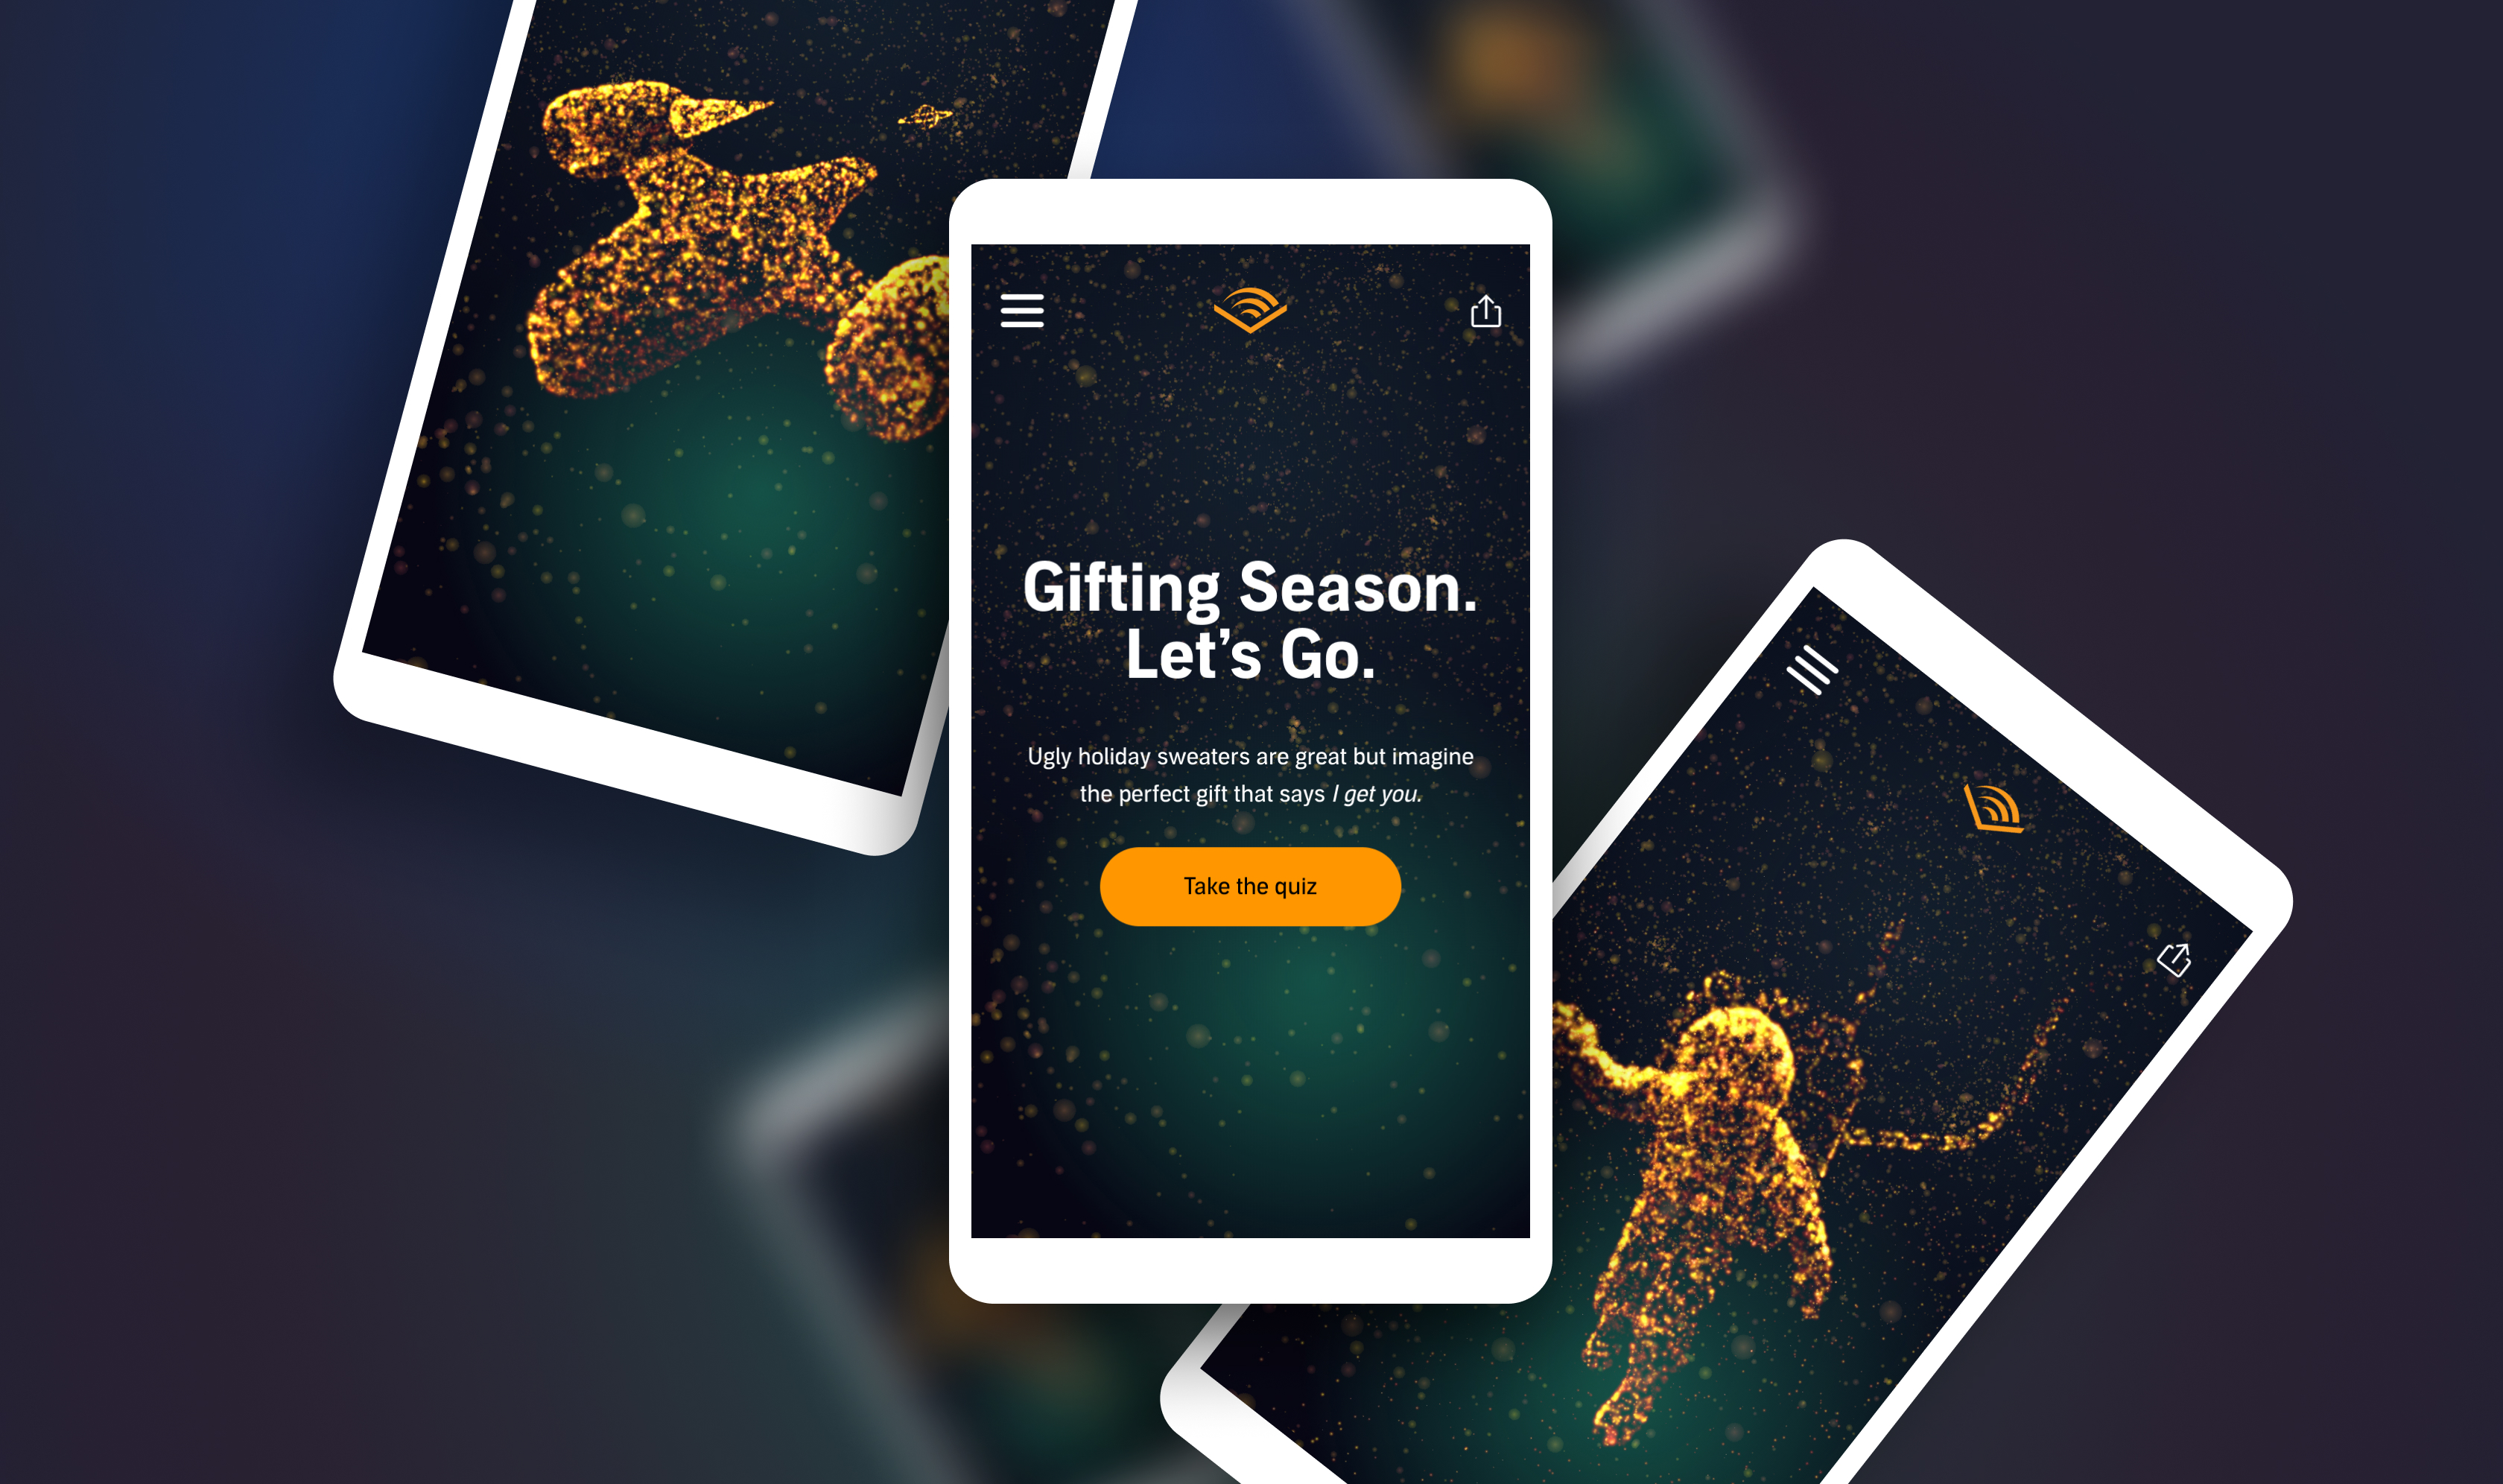 Gifting Season.
Let’s Go.
Ugly holiday sweaters are great but imagine
the perfect gift that says I get you.
Take the quiz